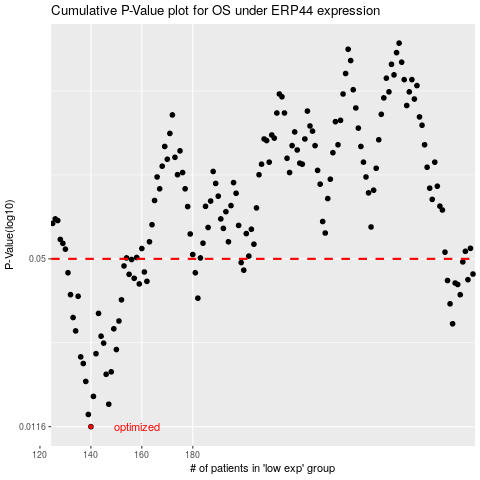 Cumulative P-Value plot for OS under ERP44 expression
P-Value(log10)
0.05
0.0116
optimized
120 140 160 180
# of patients in 'low exp' group